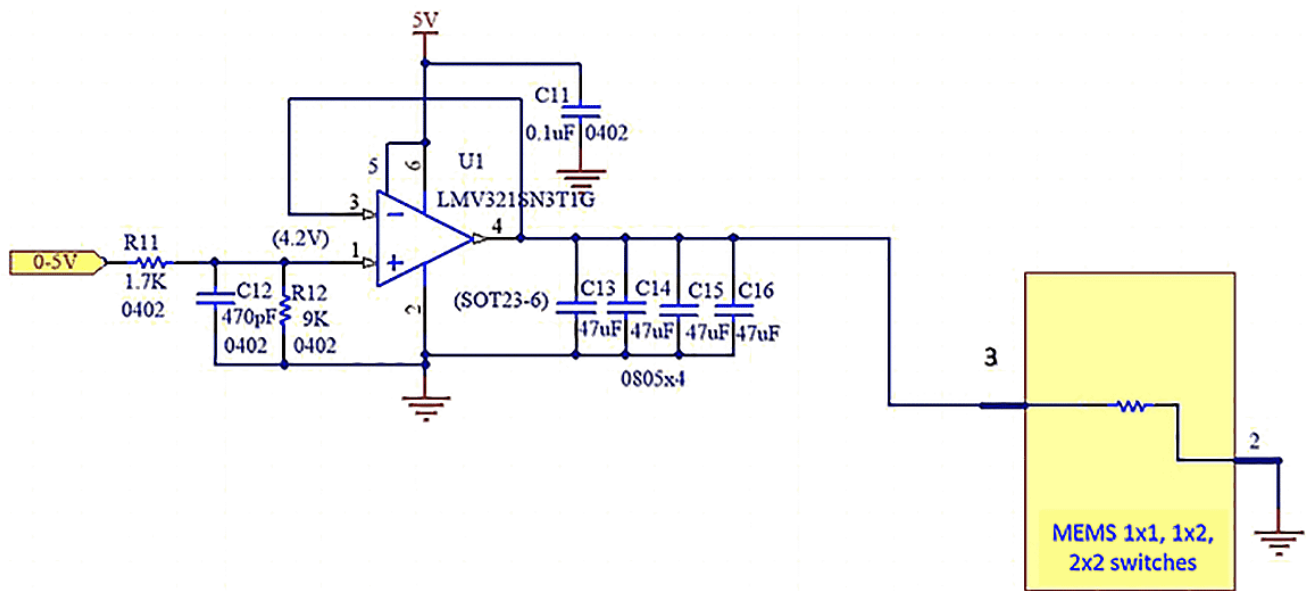 5V
C11
0.1uF 0402
5
6
U1
LMV321SN3T1G
3
4
(4.2V)
1
0-5V
R11
1.7K
0402
C12
470pF
0402
R12
9K
0402
2
(SOT23-6)
C13
47uF
C14
47uF
C15
47uF
C16
47uF
0805x4
3
2
MEMS 1x1, 1x2,
2x2 switches